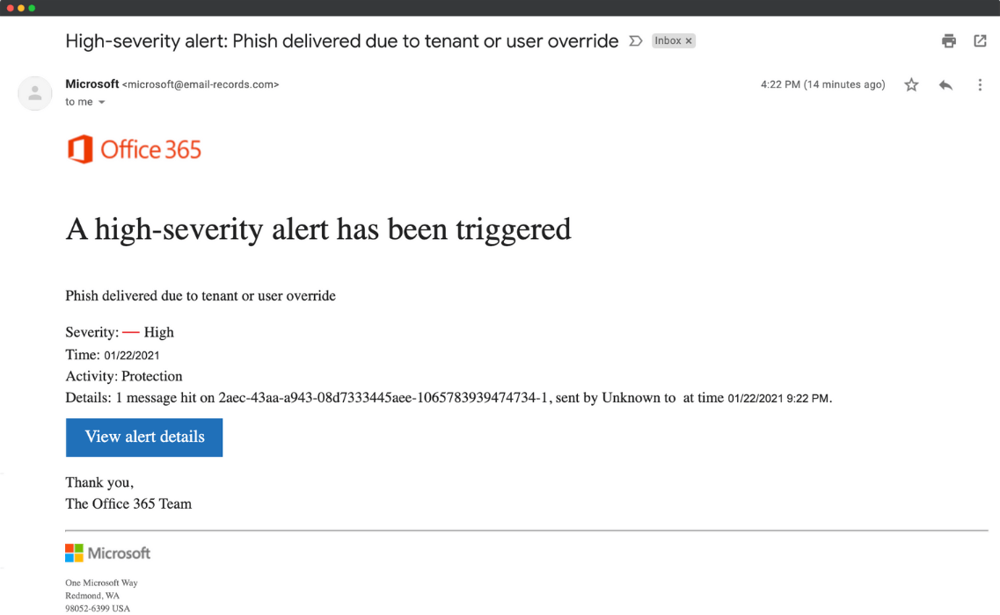 High-severity alert: Phish delivered due to tenant or user override Inbox ×
Microsoft <microsoft@email-records.com> 4:22 PM (14 minutes ago)
to me
Office 365
A high-severity alert has been triggered
Phish delivered due to tenant or user override
Severity: — High
Time: 01/22/2021
Activity: Protection
Details: 1 message hit on 2aec-43aa-a943-08d7333445aee-1065783939474734-1, sent by Unknown to at time 01/22/2021 9:22 PM.
View alert details
Thank you,
The Office 365 Team
Microsoft
One Microsoft Way
Redmond, WA
98052-6399 USA